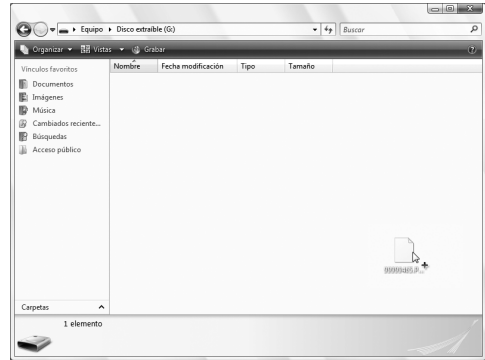 Equipo ▸ Disco extraíble (G:)
Buscar
Organizar Vistas Grabar
Vínculos favoritos
Nombre Fecha modificación Tipo Tamaño
Documentos
Imágenes
Música
Cambiados reciente...
Búsquedas
Acceso público
Carpetas
1 elemento